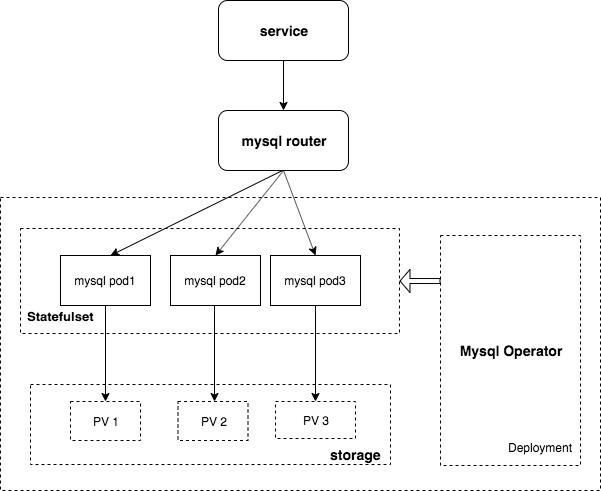 service
mysql router
mysql pod1
mysql pod2
mysql pod3
Statefulset
Mysql Operator
PV 1
PV 2
PV 3
Deployment
storage